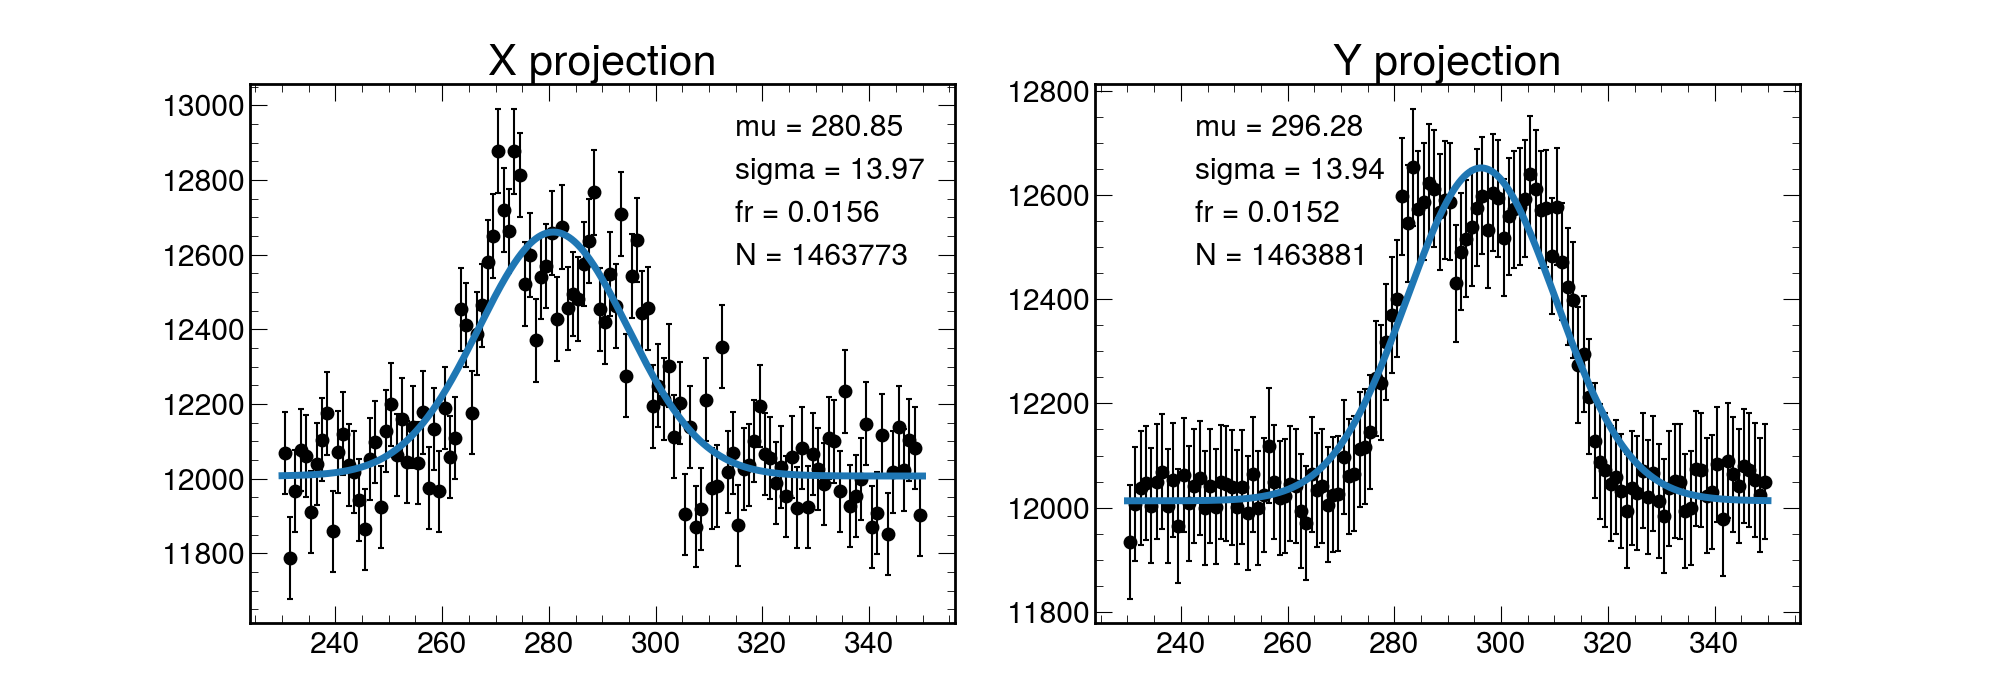 X projection
13000
12800
12600
12400
12200
12000
11800
240 260 280 300 320 340
mu = 280.85
sigma = 13.97
fr = 0.0156
N = 1463773
Y projection
12800
12600
12400
12200
12000
11800
240 260 280 300 320 340
mu = 296.28
sigma = 13.94
fr = 0.0152
N = 1463881